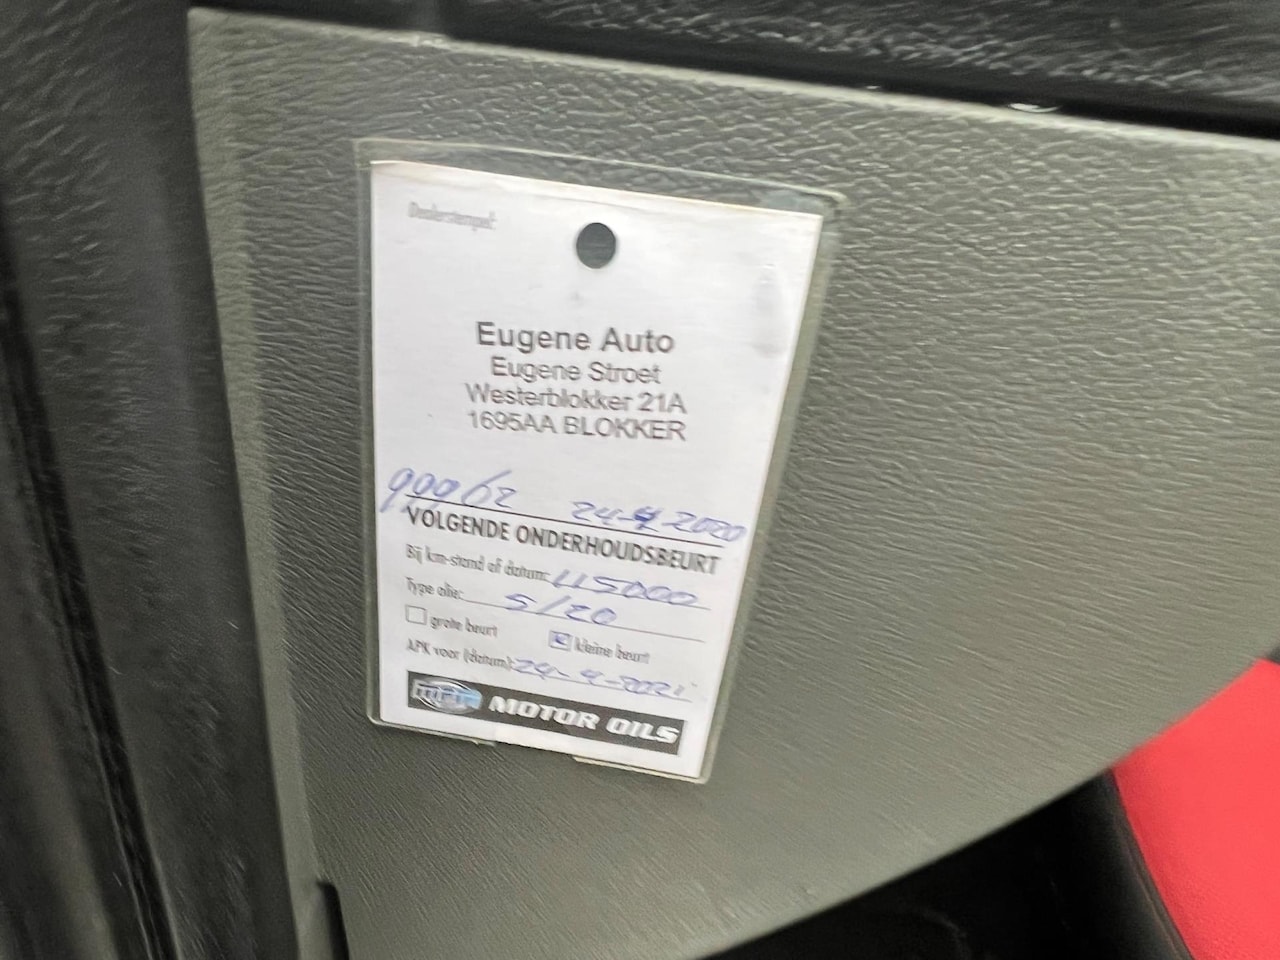 Dealerstempel:
Eugene Auto
Eugene Stroet
Westerblokker 21A
1695AA BLOKKER
24-4-2020
VOLGENDE ONDERHOUDSBEURT
Bij km-stand of datum: 115000
Type olie: 5/20
grote beurt kleine beurt
APK voor (datum): 24-4-2021
MOTOR OILS